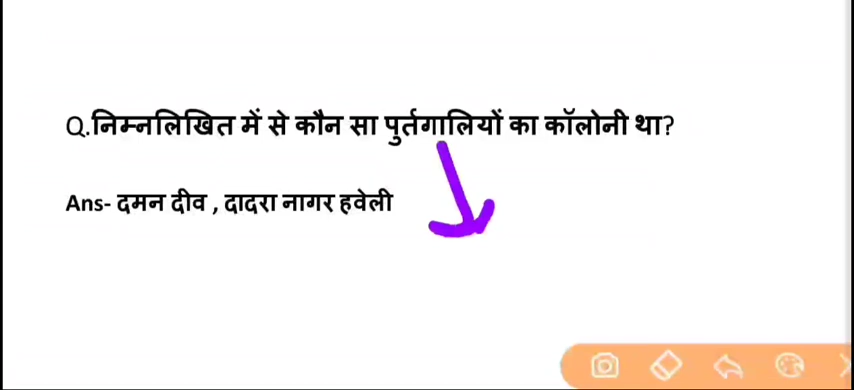 Q.निम्नलिखित में से कौन सा पुर्तगालियों का कॉलोनी था?
Ans- दमन दीव , दादरा नागर हवेली